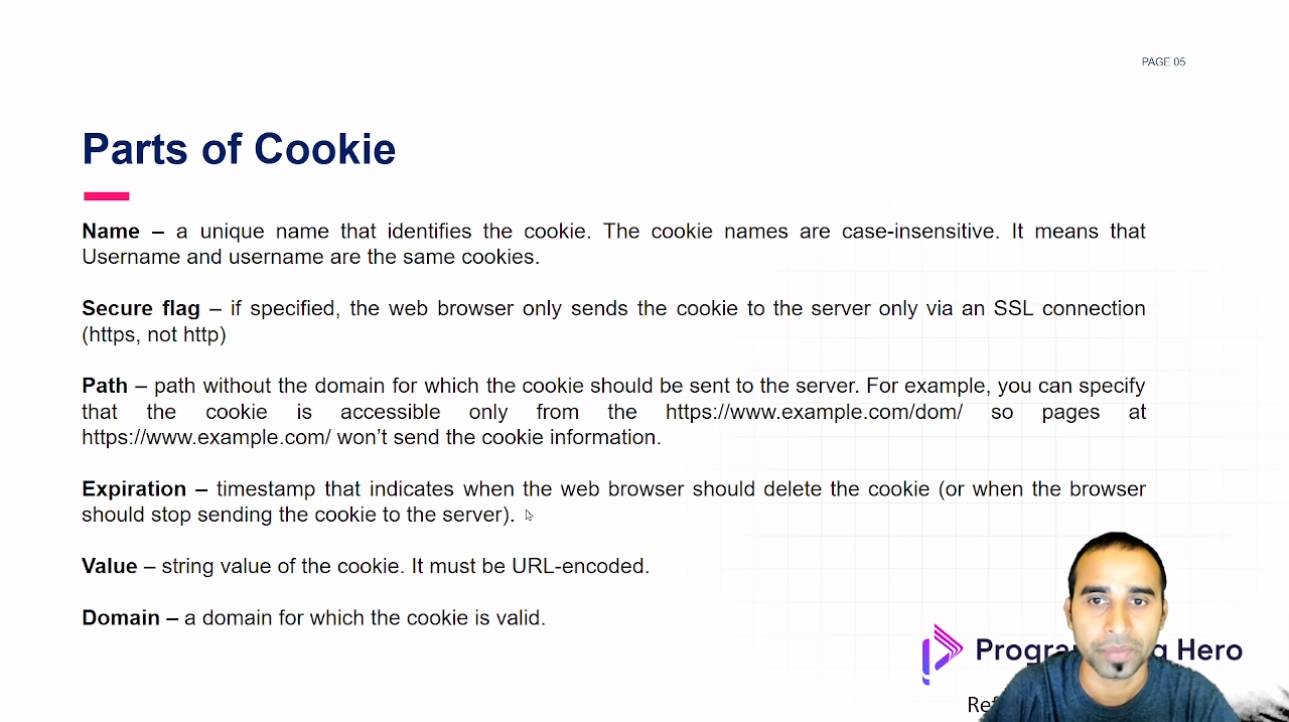 PAGE 05
Parts of Cookie
Name – a unique name that identifies the cookie. The cookie names are case-insensitive. It means that
Username and username are the same cookies.
Secure flag – if specified, the web browser only sends the cookie to the server only via an SSL connection
(https, not http)
Path – path without the domain for which the cookie should be sent to the server. For example, you can specify
that the cookie is accessible only from the https://www.example.com/dom/ so pages at
https://www.example.com/ won’t send the cookie information.
Expiration – timestamp that indicates when the web browser should delete the cookie (or when the browser
should stop sending the cookie to the server).
Value – string value of the cookie. It must be URL-encoded.
Domain – a domain for which the cookie is valid.
Hero